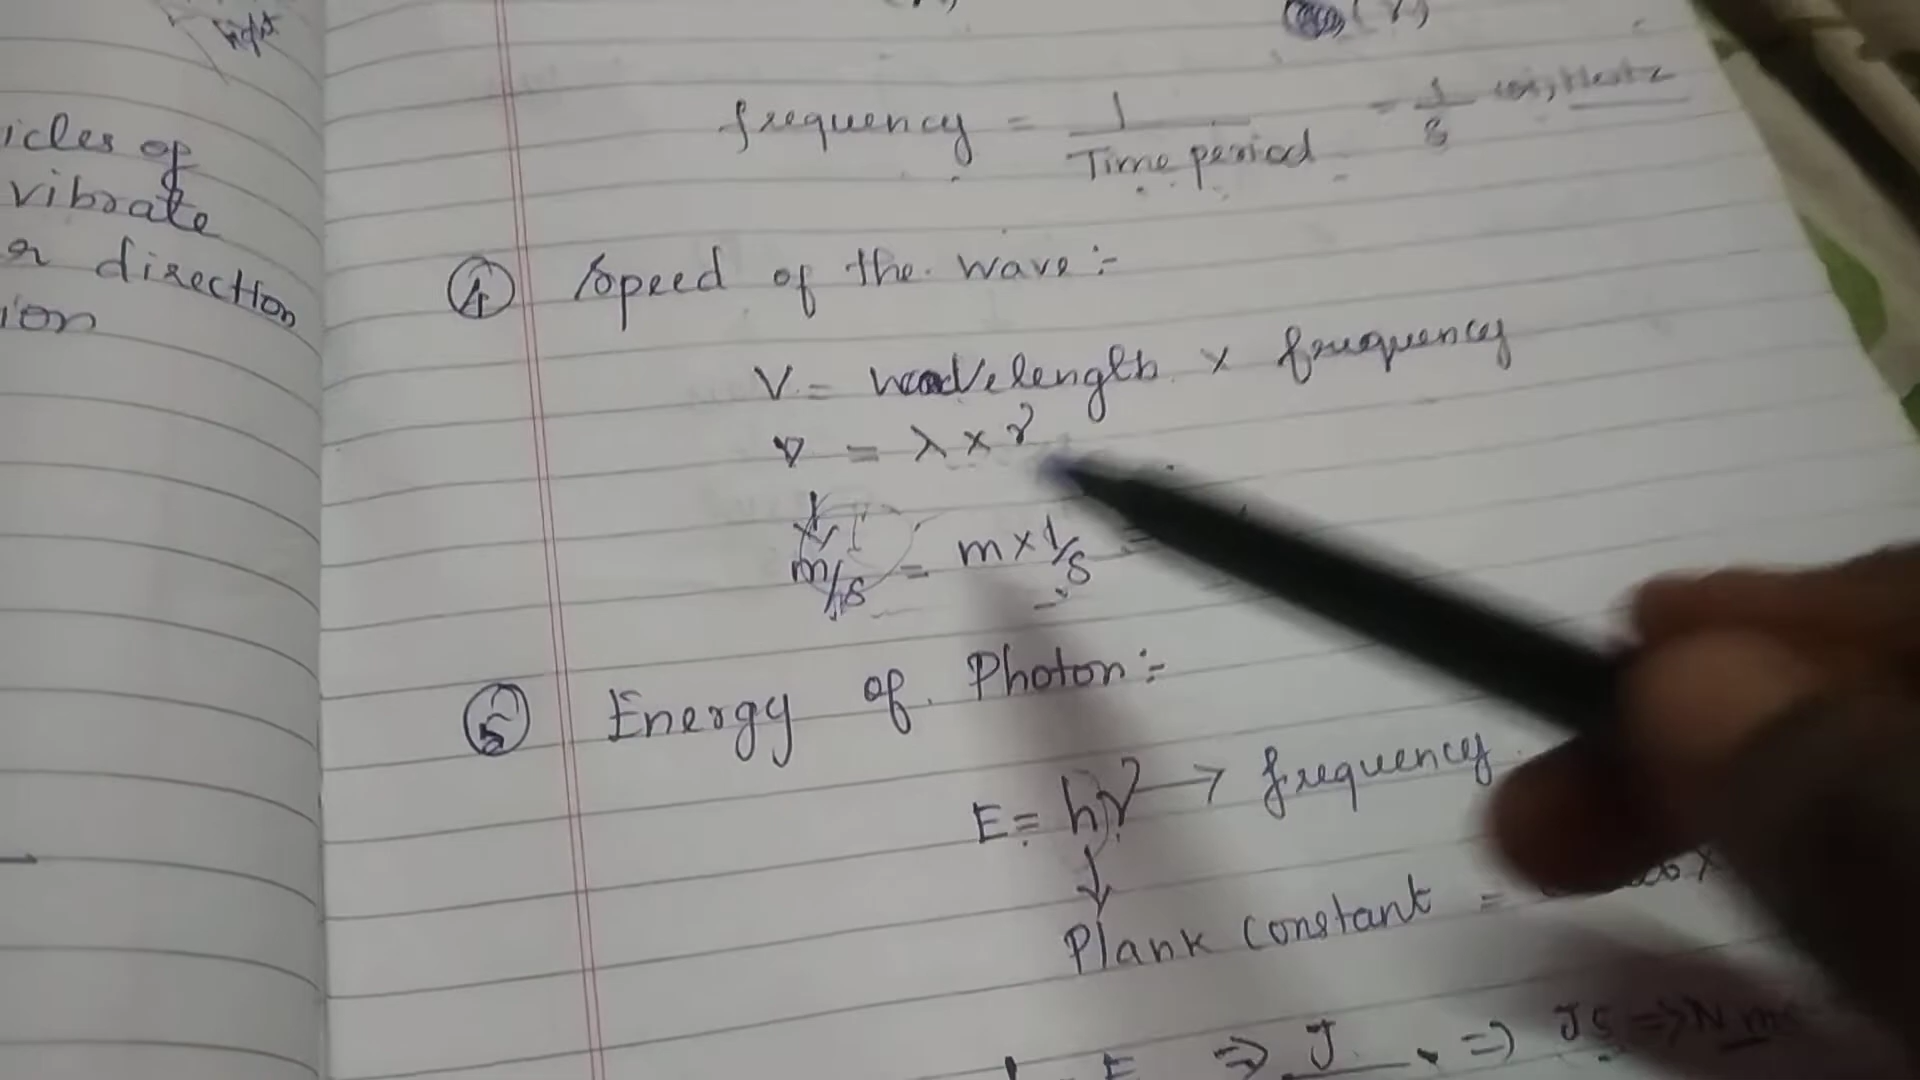 light
icles of
vibrate
direction
ion
frequency = 1/Time period = 1/s Hertz
④ Speed of the wave :-
V = wavelength × frequency
v = λ × ν
m/s = m × 1/s =
⑤ Energy of Photon :-
E = hν → frequency
Plank constant =
E ⇒ J ⇒ JS ⇒ N m